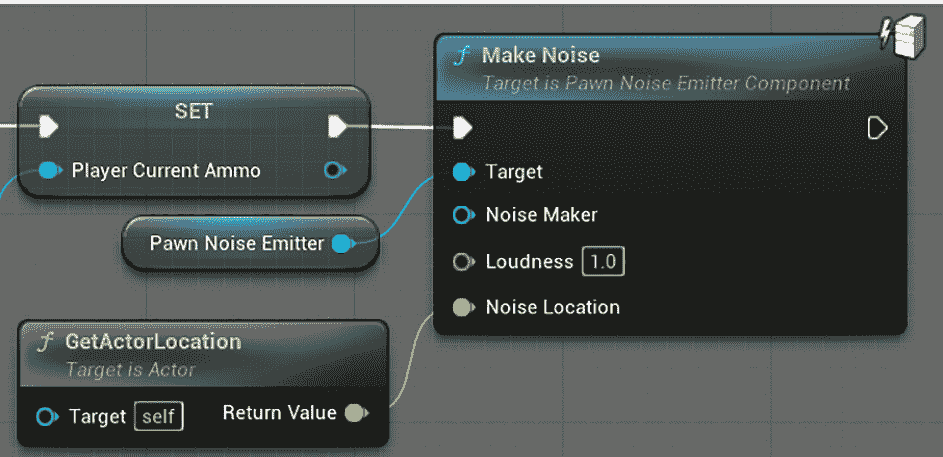 SET
Player Current Ammo
Pawn Noise Emitter
f GetActorLocation
Target is Actor
Target self
Return Value
f Make Noise
Target is Pawn Noise Emitter Component
Target
Noise Maker
Loudness 1.0
Noise Location